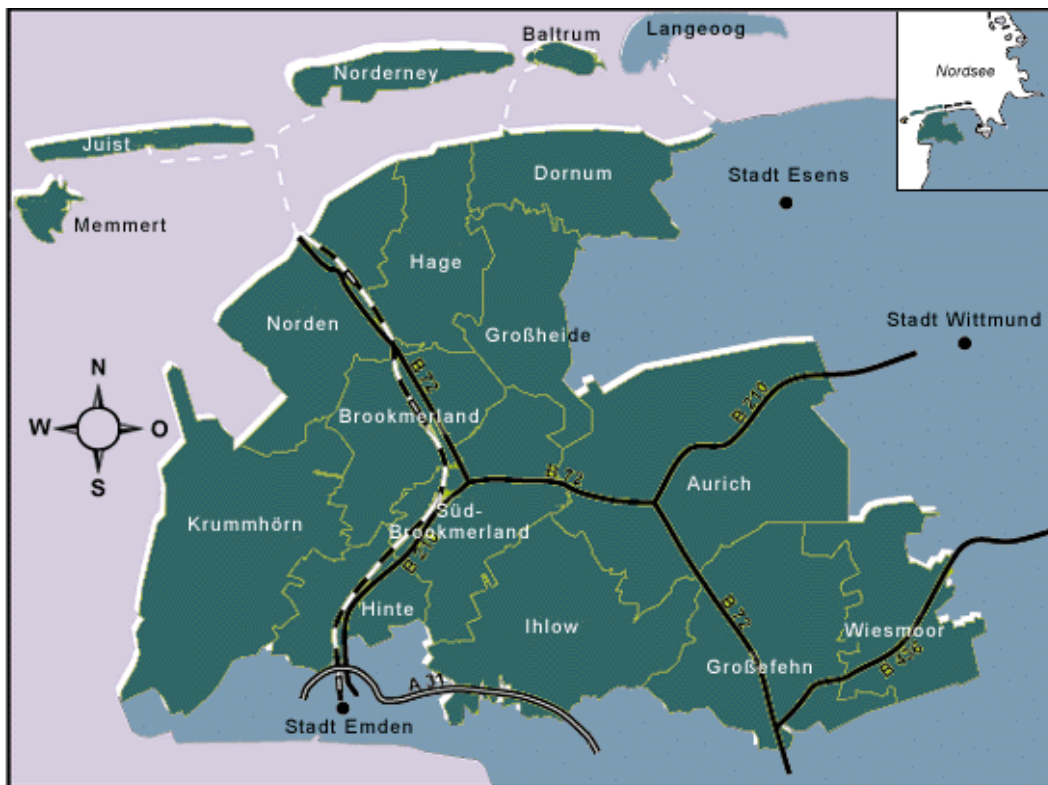 Baltrum
Langeoog
Norderney
Nordsee
Juist
Dornum
Stadt Esens
Memmert
Hage
Norden
Großheide
Stadt Wittmund
N
B 72
B 210
Brookmerland
W
O
S
B 72
Aurich
Krummhörn
Süd-
Brookmerland
B 210
Hinte
Ihlow
B 72
Wiesmoor
Großefehn
B 436
A 31
Stadt Emden